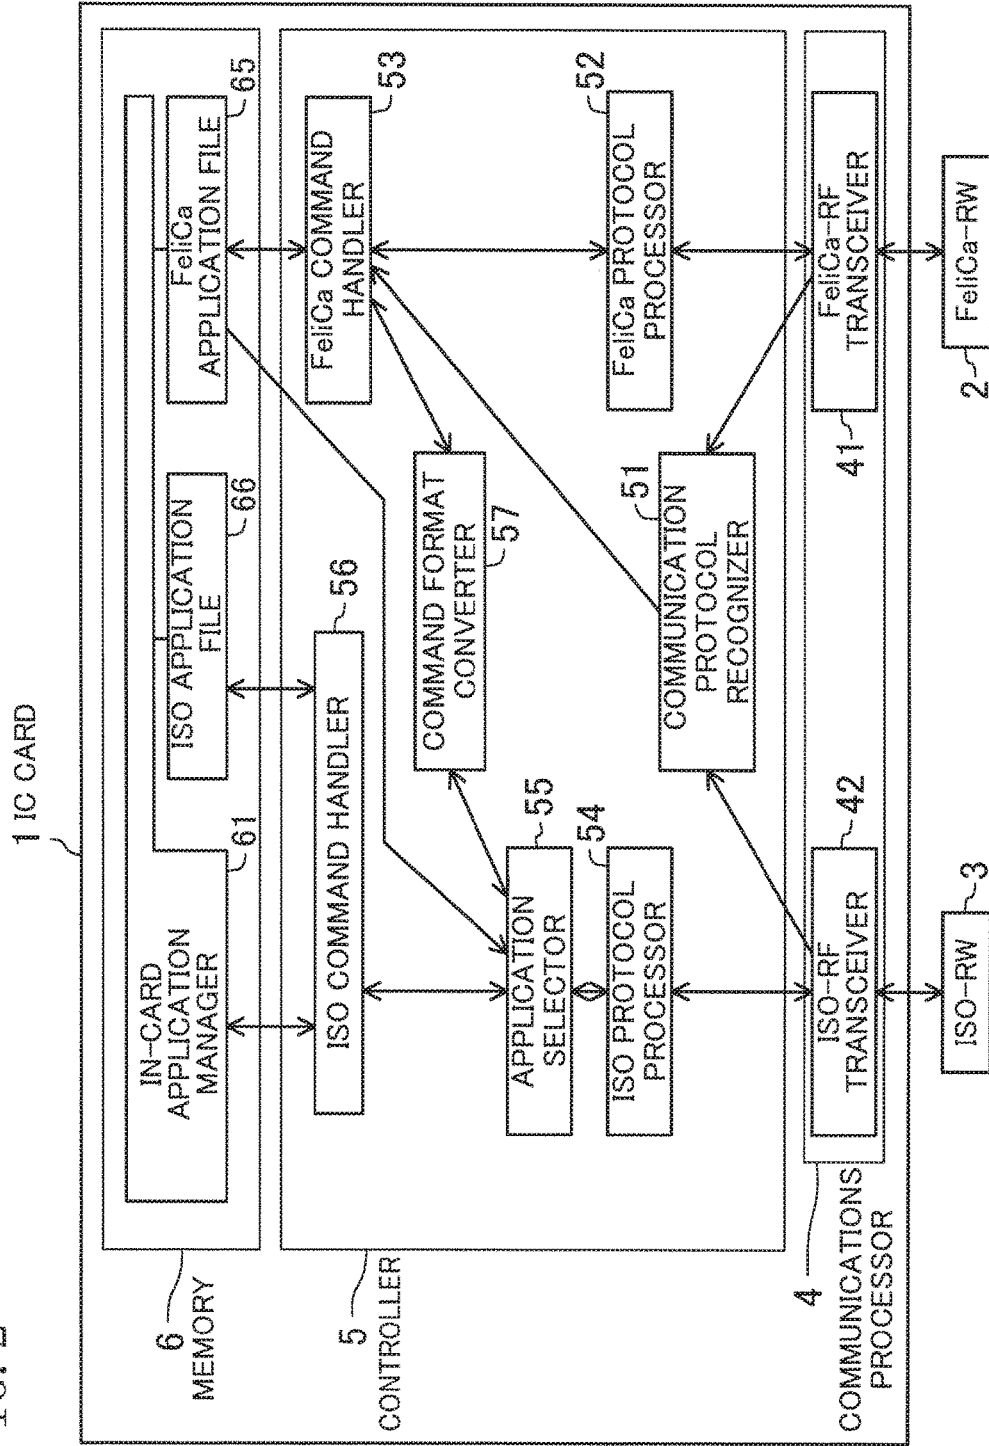 1 IC CARD
6
MEMORY
IN-CARD
APPLICATION
MANAGER
61
ISO APPLICATION
FILE
66
FeliCa
APPLICATION FILE
65
5
CONTROLLER
ISO COMMAND HANDLER
56
FeliCa COMMAND
HANDLER
53
COMMAND FORMAT
CONVERTER
57
APPLICATION
SELECTOR
55
ISO PROTOCOL
PROCESSOR
54
FeliCa PROTOCOL
PROCESSOR
52
COMMUNICATION
PROTOCOL
RECOGNIZER
51
4
COMMUNICATIONS
PROCESSOR
ISO-RF
TRANSCEIVER
42
FeliCa-RF
TRANSCEIVER
41
ISO-RW
3
FeliCa-RW
2